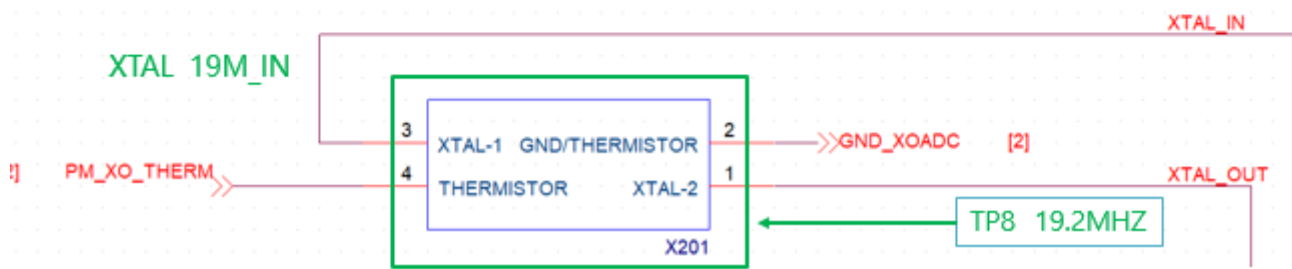 XTAL_IN
XTAL 19M_IN
3 XTAL-1 GND/THERMISTOR 2 GND_XOADC [2]
PM_XO_THERM 4 THERMISTOR XTAL-2 1 XTAL_OUT
TP8 19.2MHZ
X201